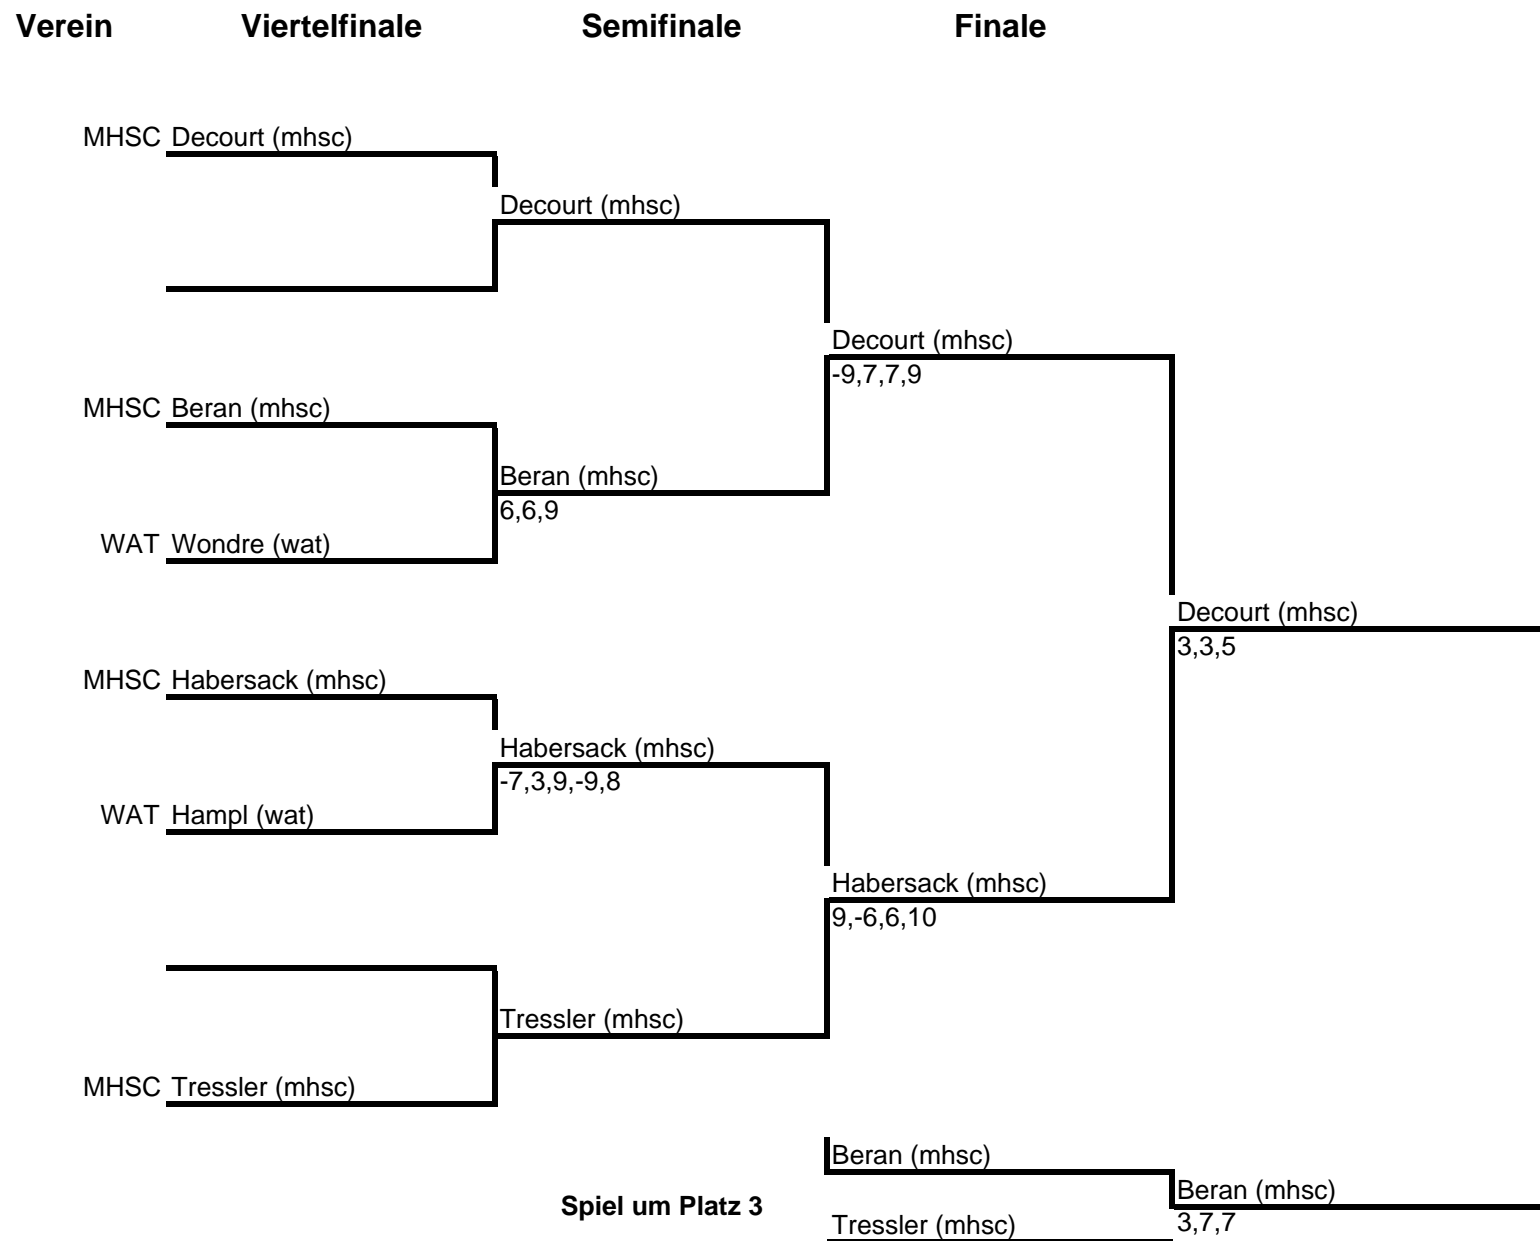 Verein Viertelfinale Semifinale Finale
MHSC Decourt (mhsc)
Decourt (mhsc)
Decourt (mhsc)
-9,7,7,9
MHSC Beran (mhsc)
Beran (mhsc)
6,6,9
WAT Wondre (wat)
Decourt (mhsc)
3,3,5
MHSC Habersack (mhsc)
Habersack (mhsc)
-7,3,9,-9,8
WAT Hampl (wat)
Habersack (mhsc)
9,-6,6,10
Tressler (mhsc)
MHSC Tressler (mhsc)
Beran (mhsc)
Beran (mhsc)
Spiel um Platz 3
Tressler (mhsc)
3,7,7